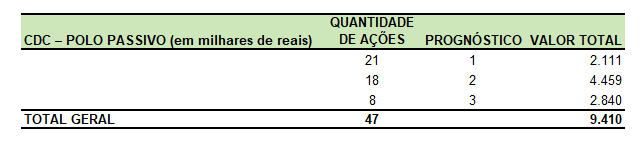 CDC – POLO PASSIVO (em milhares de reais) QUANTIDADE DE AÇÕES PROGNÓSTICO VALOR TOTAL
21 1 2.111
18 2 4.459
8 3 2.840
TOTAL GERAL 47 9.410